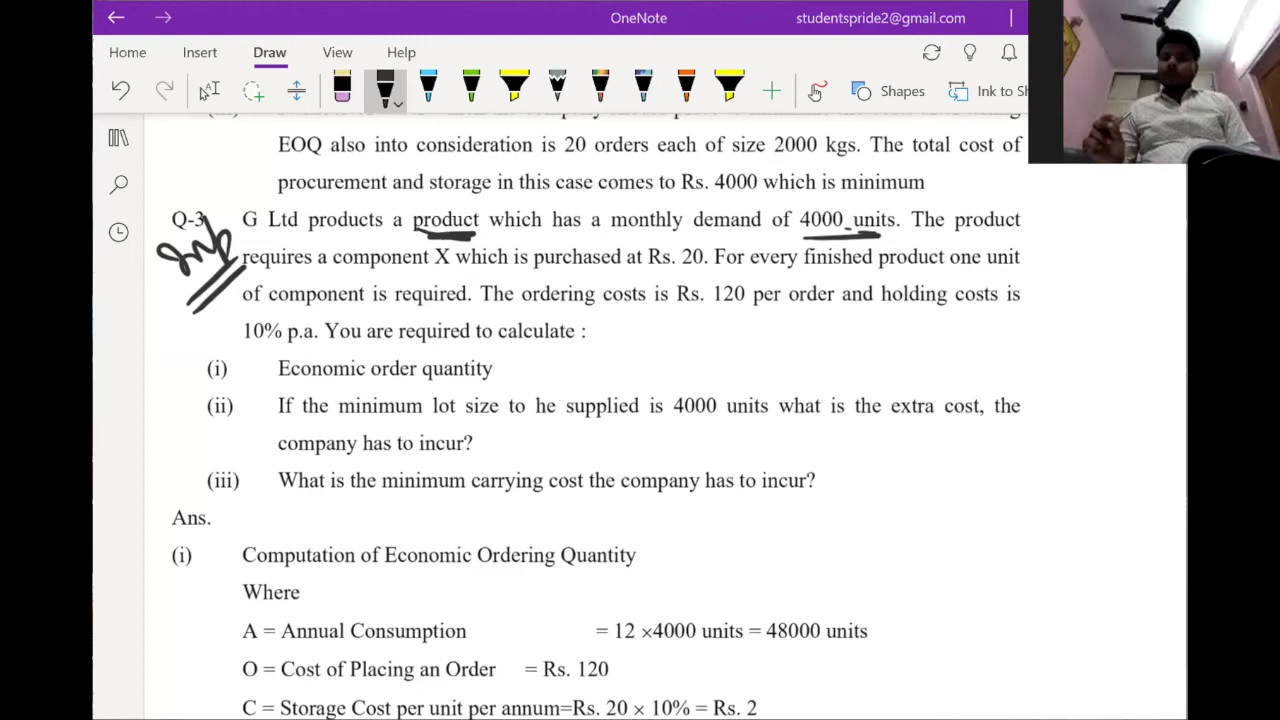 OneNote
studentspride2@gmail.com
Home Insert Draw View Help
Shapes
Ink to Sh
EOQ also into consideration is 20 orders each of size 2000 kgs. The total cost of
procurement and storage in this case comes to Rs. 4000 which is minimum
Q-3 G Ltd products a product which has a monthly demand of 4000 units. The product
Imp
requires a component X which is purchased at Rs. 20. For every finished product one unit
of component is required. The ordering costs is Rs. 120 per order and holding costs is
10% p.a. You are required to calculate :
(i) Economic order quantity
(ii) If the minimum lot size to he supplied is 4000 units what is the extra cost, the
company has to incur?
(iii) What is the minimum carrying cost the company has to incur?
Ans.
(i) Computation of Economic Ordering Quantity
Where
A = Annual Consumption = 12 ×4000 units = 48000 units
O = Cost of Placing an Order = Rs. 120
C = Storage Cost per unit per annum=Rs. 20 × 10% = Rs. 2